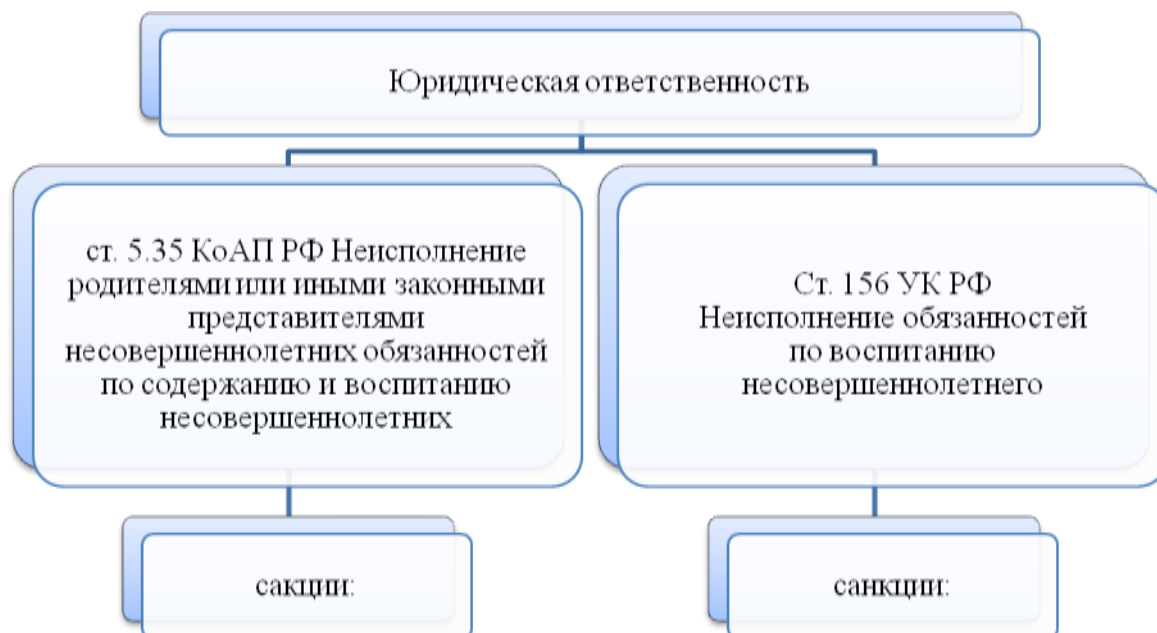 Юридическая ответственность
ст. 5.35 КоАП РФ Неисполнение
родителями или иными законными
представителями
несовершеннолетних обязанностей
по содержанию и воспитанию
несовершеннолетних
Ст. 156 УК РФ
Неисполнение обязанностей
по воспитанию
несовершеннолетнего
сакции:
санкции: